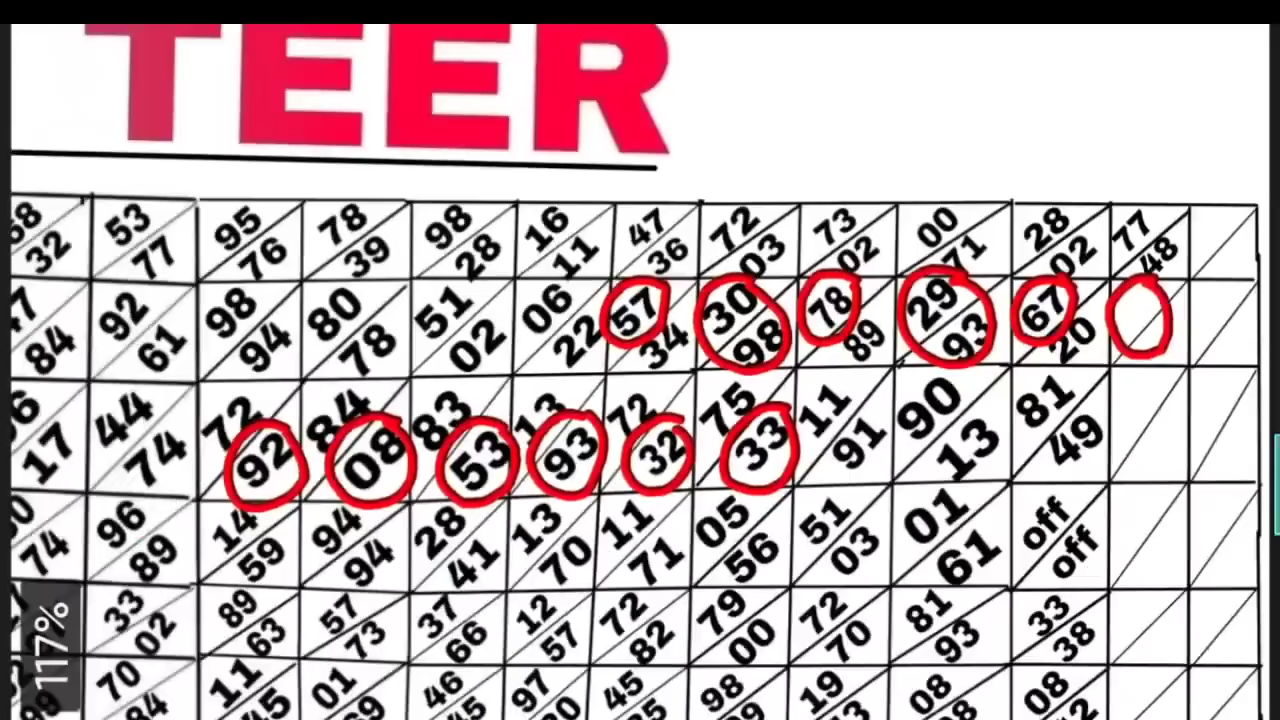 TEER
68 53 95 78 98 16 47 72 73 00 28 77
32 77 76 39 28 11 36 03 02 71 02 48
47 92 98 80 51 06 57 30 78 29 67
84 61 94 78 02 22 34 98 89 93 20
44 72 84 83 13 72 75 11 90 81
17 74 92 08 53 93 32 33 91 13 49
96 14 94 28 13 11 05 51 01 off
74 89 59 94 41 70 71 56 03 61 off
33 89 57 37 12 72 79 72 81 33
02 63 73 66 57 82 00 70 93 38
70 11 01 46 97 45 98 19 08 08
84 45
117%